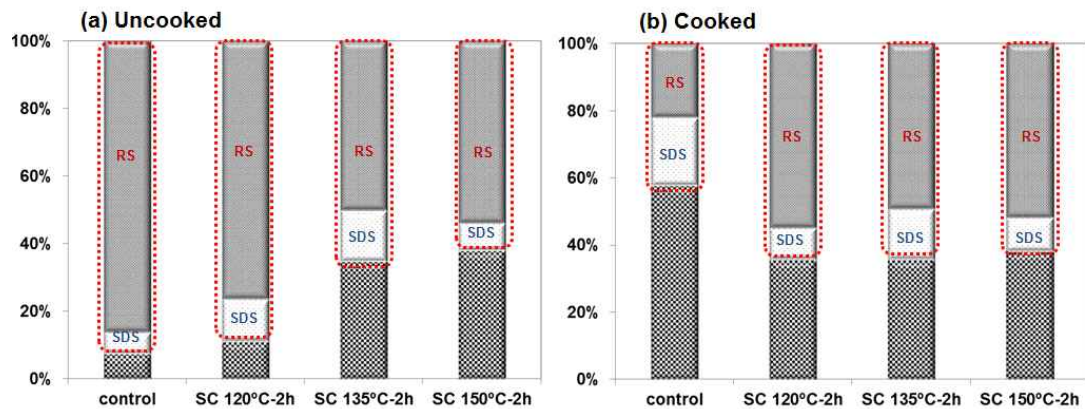 (a) Uncooked
100%
80%
60%
40%
20%
0%
RS
SDS
RS
SDS
RS
SDS
RS
SDS
control
SC 120°C-2h
SC 135°C-2h
SC 150°C-2h
(b) Cooked
100%
80%
60%
40%
20%
0%
RS
SDS
RS
SDS
RS
SDS
RS
SDS
control
SC 120°C-2h
SC 135°C-2h
SC 150°C-2h